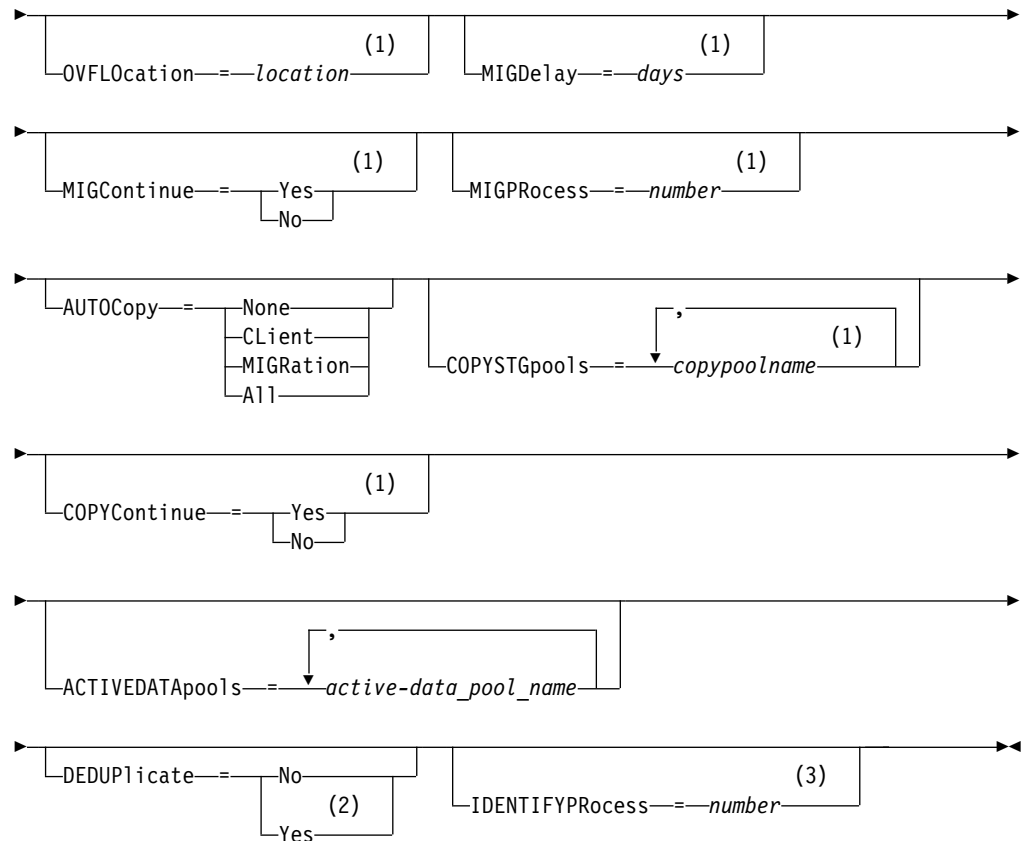 (1) (1)
OVFLOcation = location MIGDelay = days
(1) (1)
MIGContinue = Yes MIGPRocess = number
No
AUTOCopy = None ,
CLient (1)
MIGRation COPYSTGpools = copypoolname
All
(1)
COPYContinue = Yes
No
,
ACTIVEDATApools = active-data_pool_name
DEDUPlicate = No (3)
(2) IDENTIFYPRocess = number
Yes